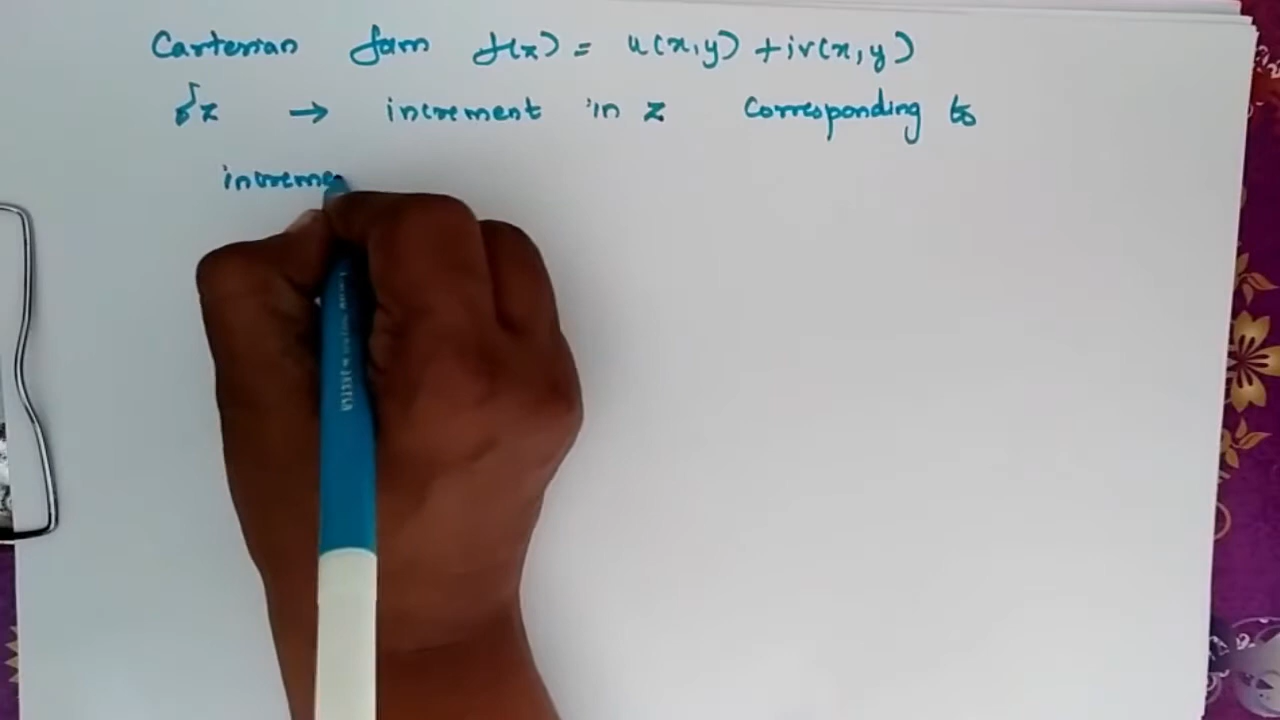 Cartesian form f(z) = u(x,y) + iv(x,y)
δz → increment in z corresponding to
increme